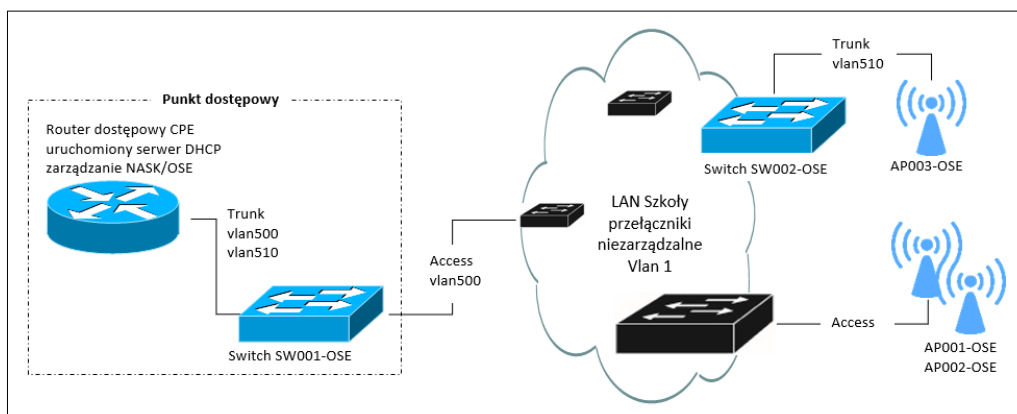 Punkt dostępowy
Router dostępowy CPE
uruchomiony serwer DHCP
zarządzanie NASK/OSE
Trunk
vlan500
vlan510
Switch SW001-OSE
Access
vlan500
LAN Szkoły
przełączniki
niezarządzalne
Vlan 1
Switch SW002-OSE
Trunk
vlan510
AP003-OSE
Access
AP001-OSE
AP002-OSE